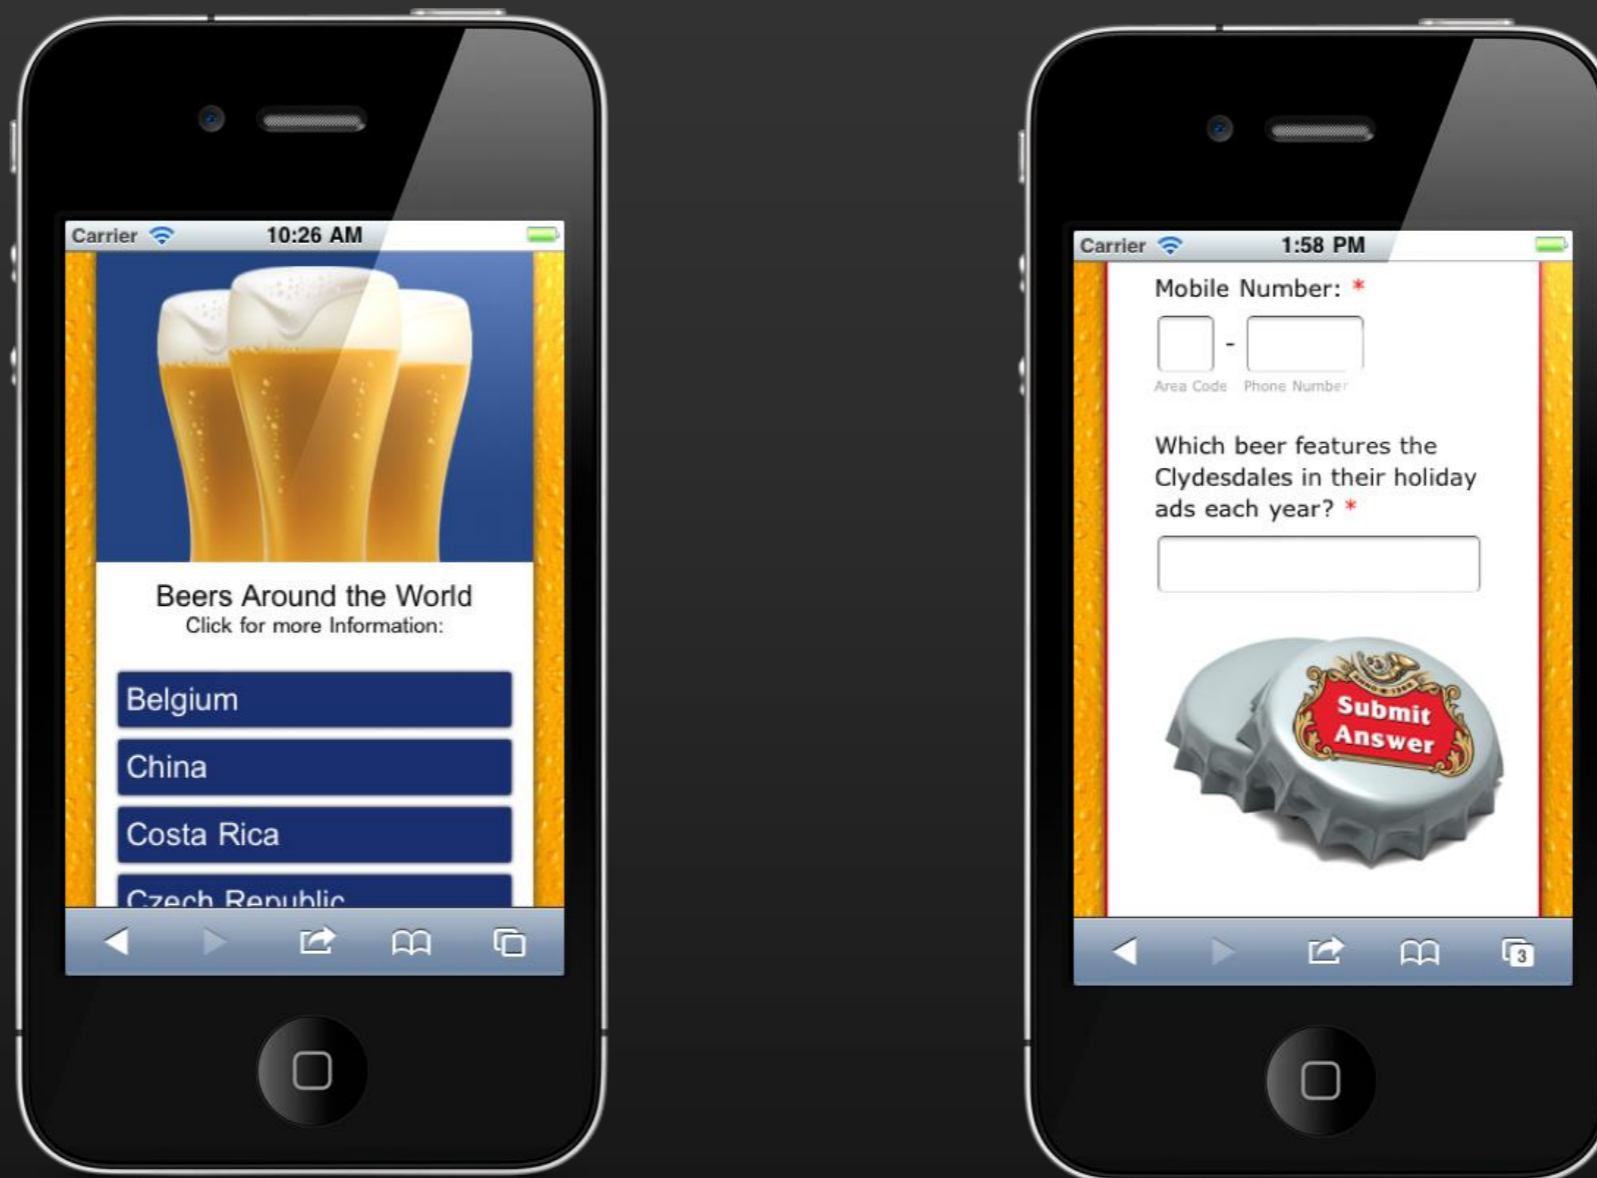 Carrier 10:26 AM
Beers Around the World
Click for more Information:
Belgium
China
Costa Rica
Czech Republic
Carrier 1:58 PM
Mobile Number: *
-
Area Code Phone Number
Which beer features the
Clydesdales in their holiday
ads each year? *
ANNO 1366
Submit
Answer
3